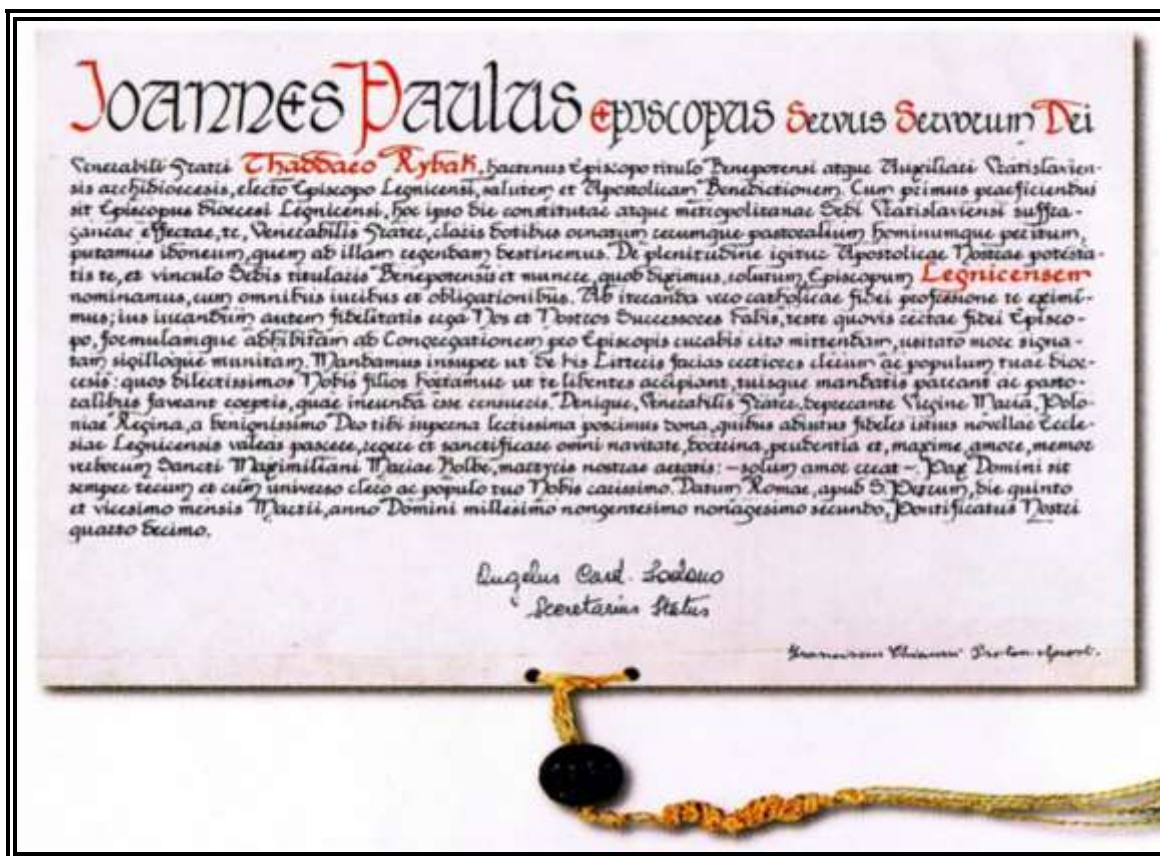 Ioannes Paulus Episcopus Servus Servorum Dei
Venerabili Fratri Thaddaeo Rybak, hactenus Episcopo titulo Beneporensi atque Auxiliari Vratislavien-
sis archidioecesis, electo Episcopo Legnicensi, salutem et Apostolicam Benedictionem. Cum primus praeficiendus
sit Episcopus dioecesi Legnicensi, hoc ipso die constitutae atque metropolitanae Sedi Vratislaviensi suffra-
ganeae effectae, te, Venerabilis Frater, claris dotibus ornatum rerumque pastoralium hominumque peritum,
putamus idoneum, quem ad illam regendam destinemus. De plenitudine igitur Apostolicae Nostrae potesta-
tis te, et vinculo Sedis titularis Beneporensis et munere, quod diximus, solutum, Episcopum Legnicensem
nominamus, cum omnibus iuribus et obligationibus. Ab iteranda vero catholicae fidei professione te eximi-
mus; ius iurandum autem fidelitatis erga Nos et Nostros Successores dabis, teste quovis rectae fidei Episco-
po, formulamque adhibitam ad Congregationem pro Episcopis curabis cito mittendam, usitato more signa-
tam sigilloque munitam. Mandamus insuper ut de his Litteris facias certiores clerum ac populum tuae dioe-
cesis: quos dilectissimos Nobis filios hortamur ut te libentes accipiant, tuisque mandatis pareant ac pasto-
ralibus faveant coeptis, quae ineunda esse censueris. Denique, Venerabilis Frater, deprecante Virgine Maria, Polo-
niae Regina, a benignissimo Deo tibi superna lectissima poscimus dona, quibus adiutus fideles istius novellae Eccle-
siae Legnicensis valeas pascere, regere et sanctificare omni navitate, doctrina, prudentia et, maxime, amore, memor
verborum Sancti Maximiliani Mariae Kolbe, martyris nostrae aetatis: – solum amor creat –. Pax Domini sit
semper tecum et cum universo clero ac populo tuo Nobis carissimo. Datum Romae, apud S. Petrum, die quinto
et vicesimo mensis Martii, anno Domini millesimo nongentesimo nonagesimo secundo, Pontificatus Nostri
quarto decimo.
Angelus Card. Sodano
Secretarius Status
Proton. Apost.